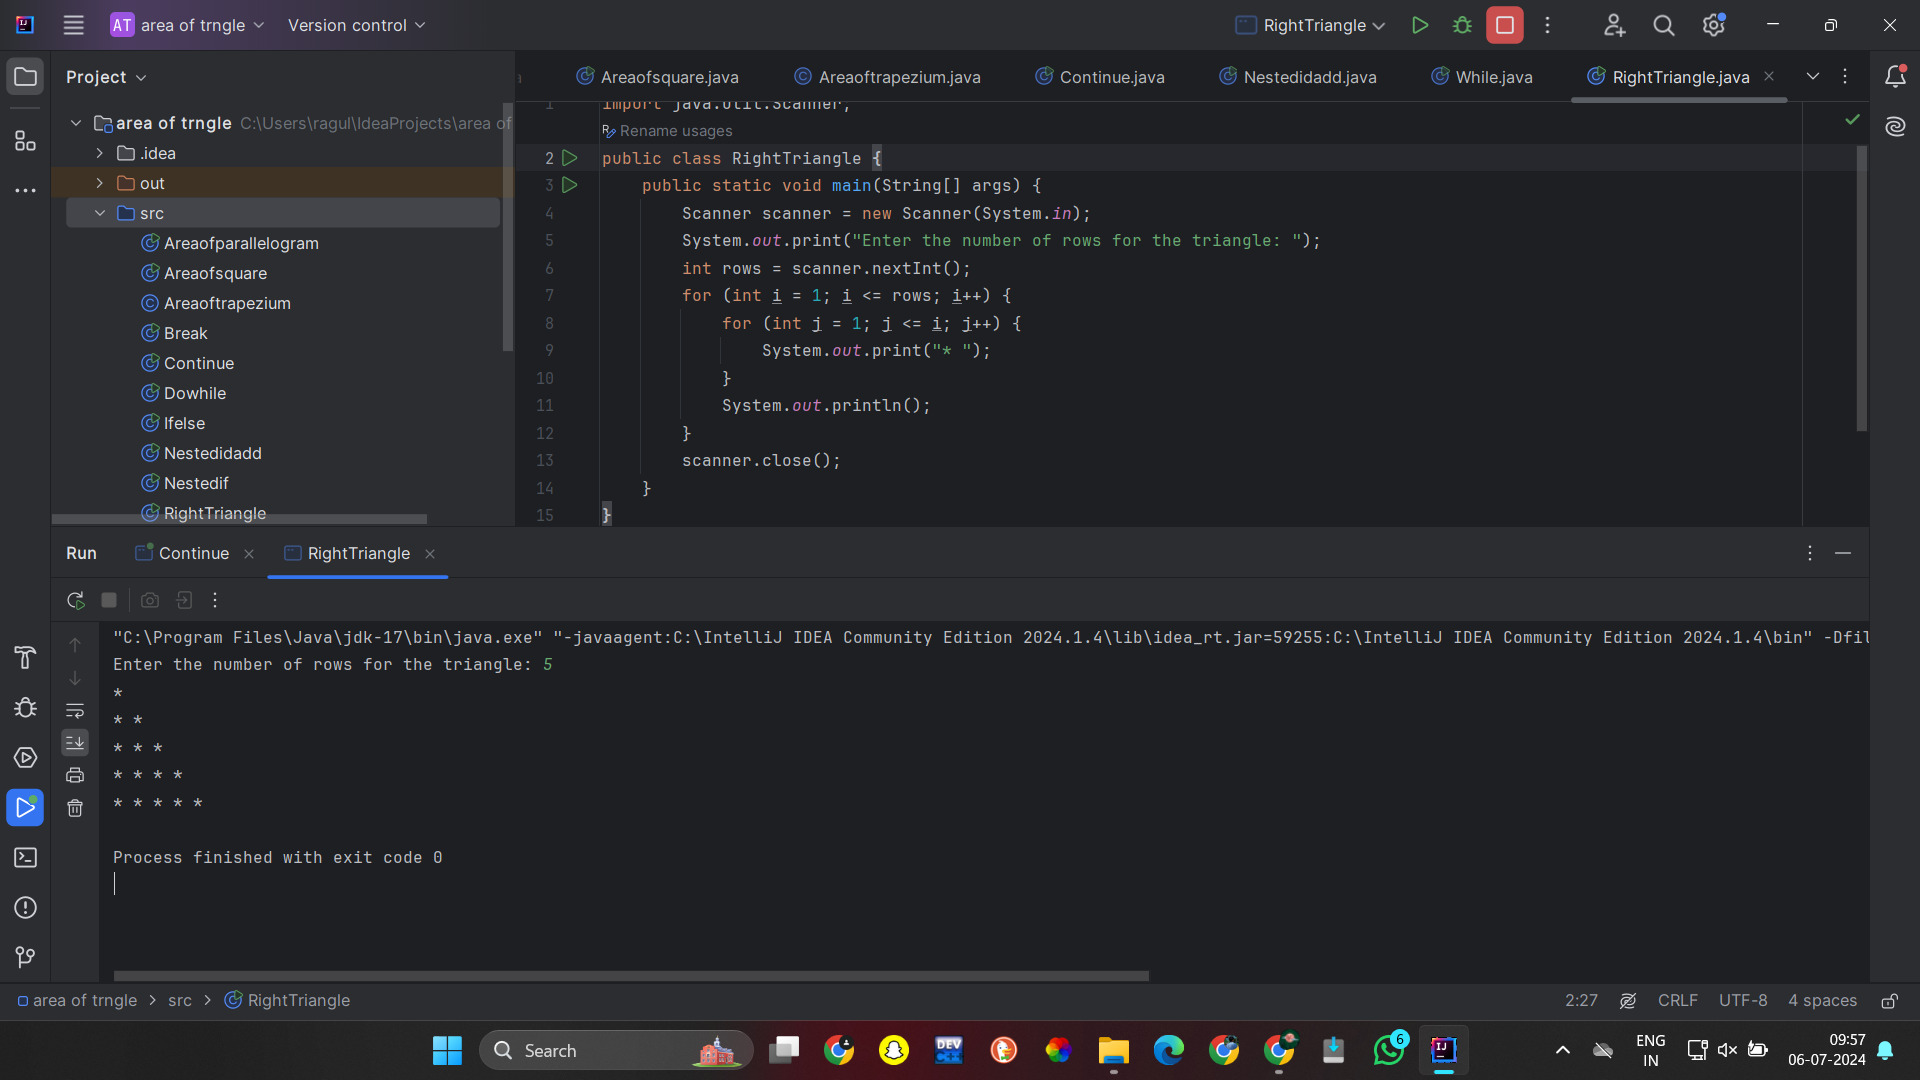 AT area of trngle Version control RightTriangle
Project
Areaofsquare.java Areaoftrapezium.java Continue.java Nestedidadd.java While.java RightTriangle.java
area of trngle C:\Users\ragul\IdeaProjects\area of
.idea
out
src
Areaofparallelogram
Areaofsquare
Areaoftrapezium
Break
Continue
Dowhile
Ifelse
Nestedidadd
Nestedif
RightTriangle
1 import java.util.Scanner;
Rename usages
2 public class RightTriangle {
3 public static void main(String[] args) {
4 Scanner scanner = new Scanner(System.in);
5 System.out.print("Enter the number of rows for the triangle: ");
6 int rows = scanner.nextInt();
7 for (int i = 1; i <= rows; i++) {
8 for (int j = 1; j <= i; j++) {
9 System.out.print("* ");
10 }
11 System.out.println();
12 }
13 scanner.close();
14 }
15 }
Run Continue RightTriangle
"C:\Program Files\Java\jdk-17\bin\java.exe" "-javaagent:C:\IntelliJ IDEA Community Edition 2024.1.4\lib\idea_rt.jar=59255:C:\IntelliJ IDEA Community Edition 2024.1.4\bin" -Dfil
Enter the number of rows for the triangle: 5
*
* *
* * *
* * * *
* * * * *
Process finished with exit code 0
area of trngle > src > RightTriangle 2:27 CRLF UTF-8 4 spaces
Search
DEV
6
IJ
ENG
IN
09:57
06-07-2024